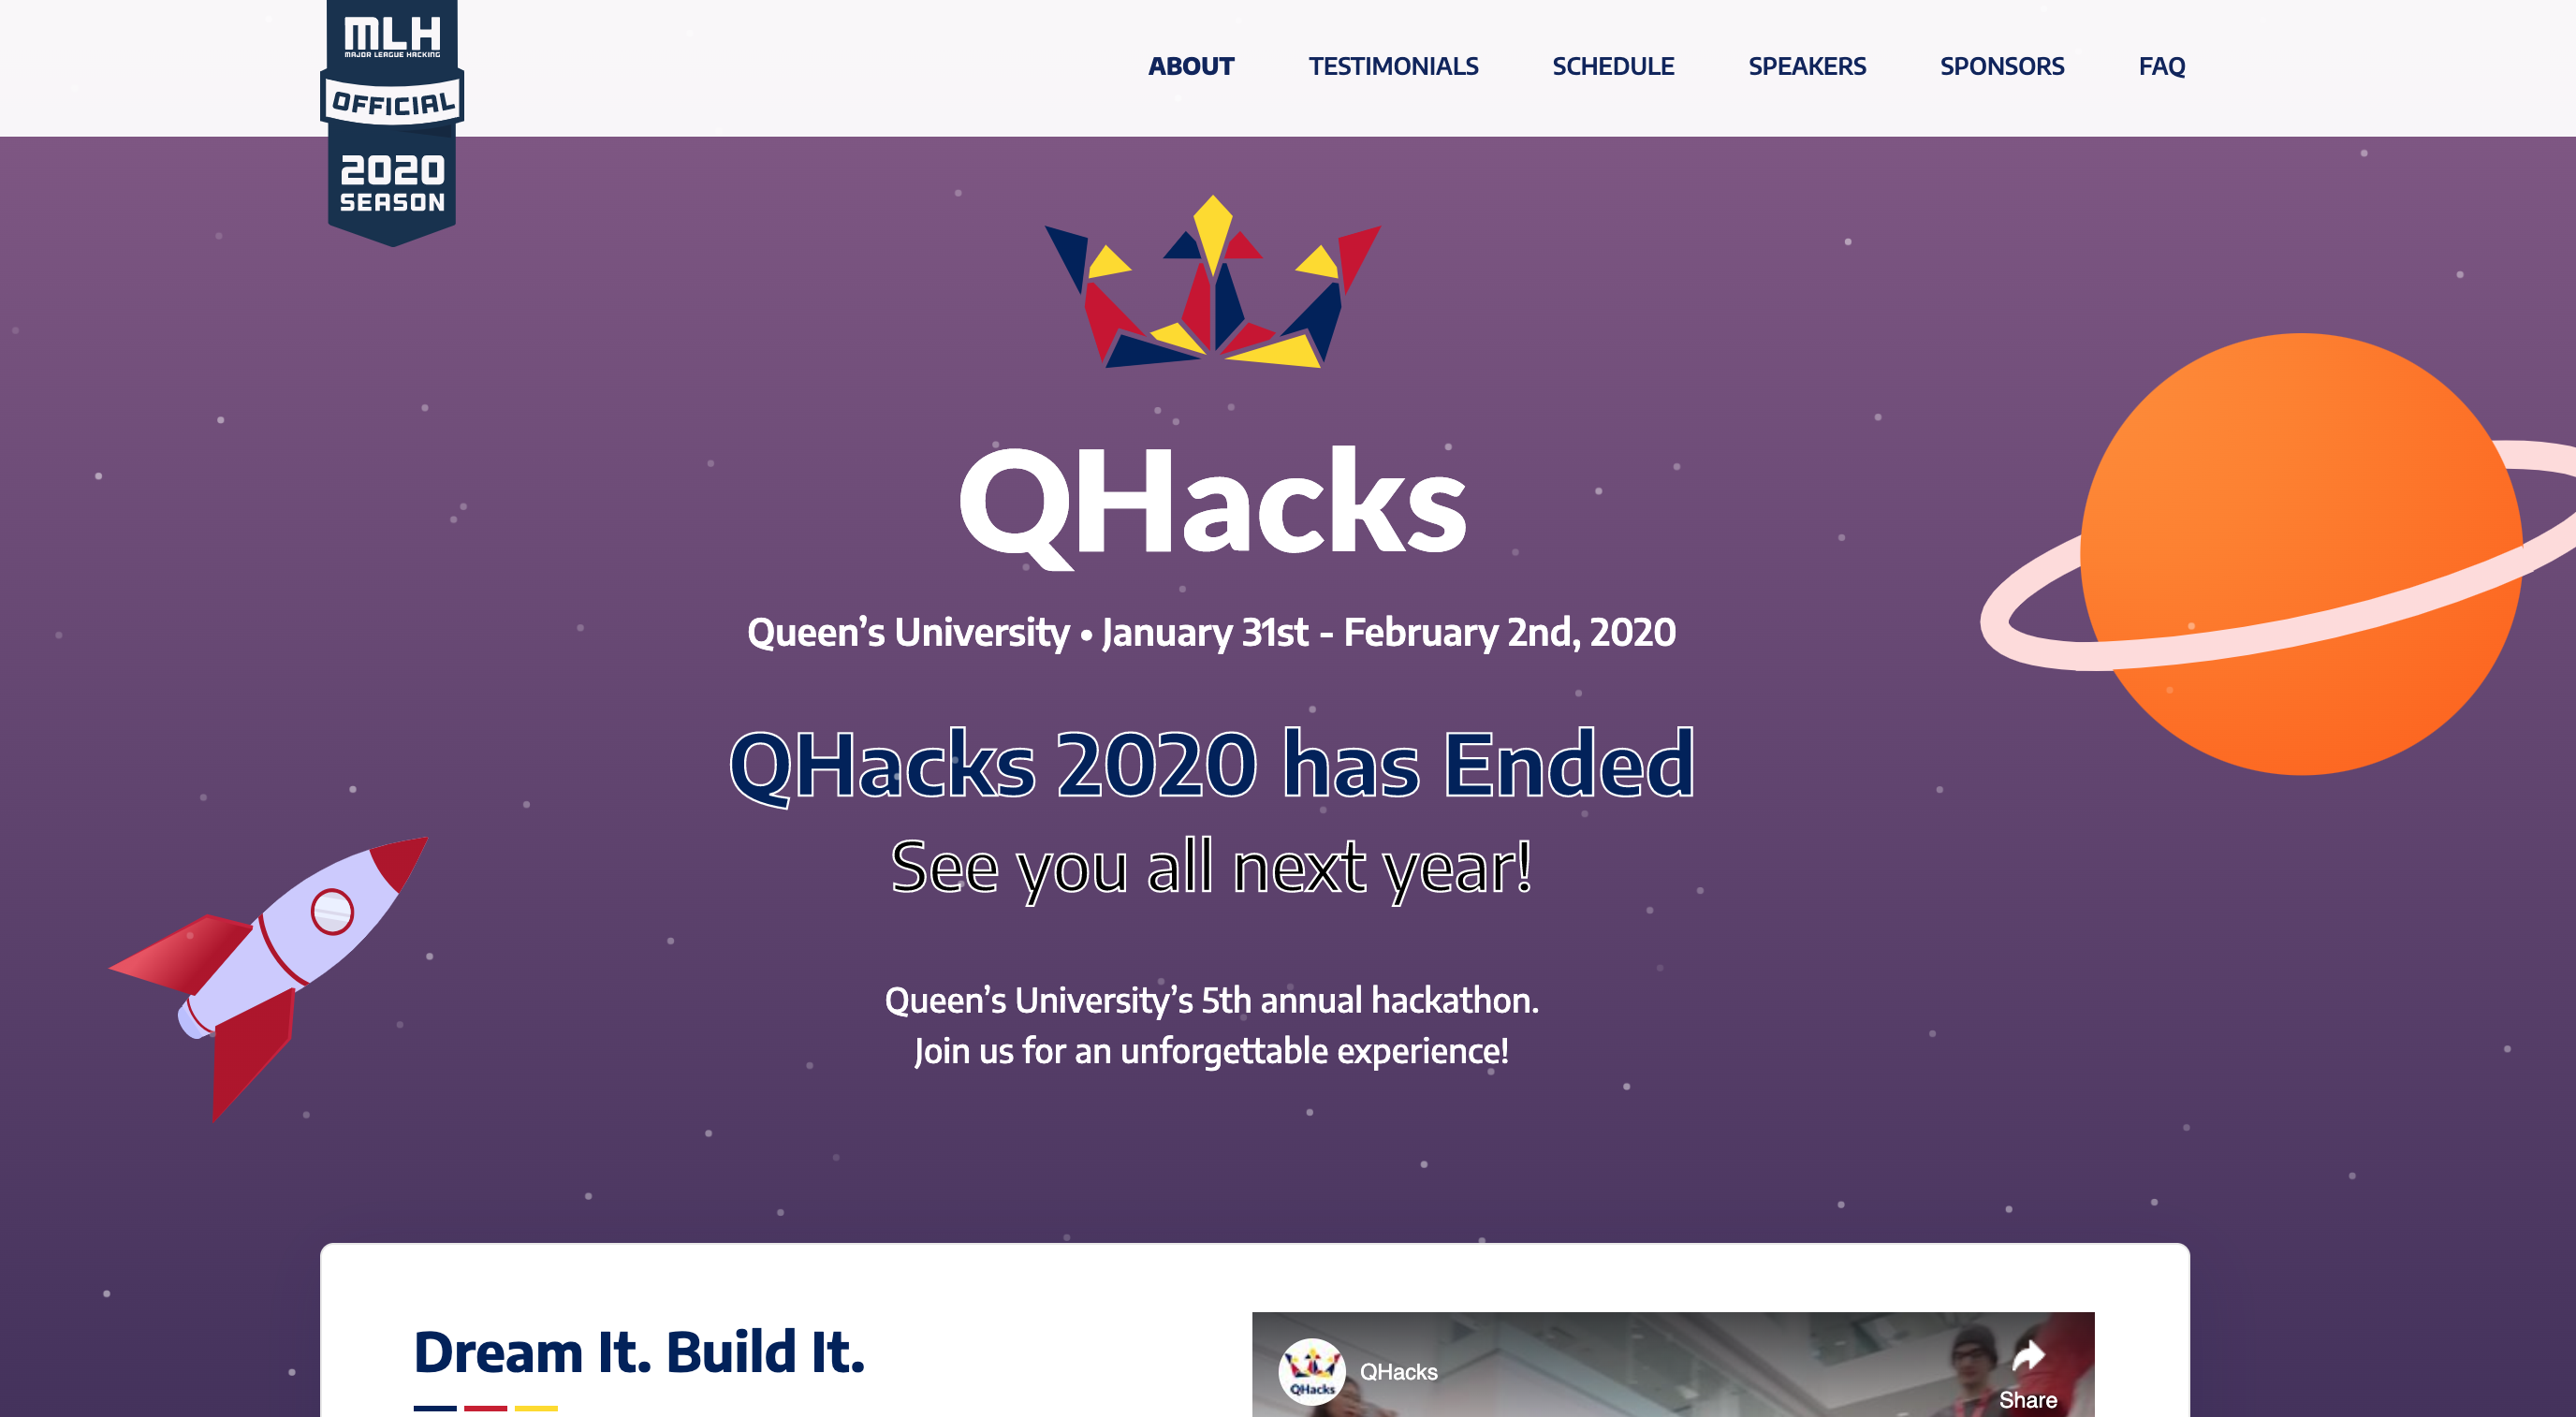 MLH
MAJOR LEAGUE HACKING
OFFICIAL
2020
SEASON
ABOUT TESTIMONIALS SCHEDULE SPEAKERS SPONSORS FAQ
QHacks
Queen’s University • January 31st - February 2nd, 2020
QHacks 2020 has Ended
See you all next year!
Queen’s University’s 5th annual hackathon.
Join us for an unforgettable experience!
Dream It. Build It.
QHacks
QHacks
Share